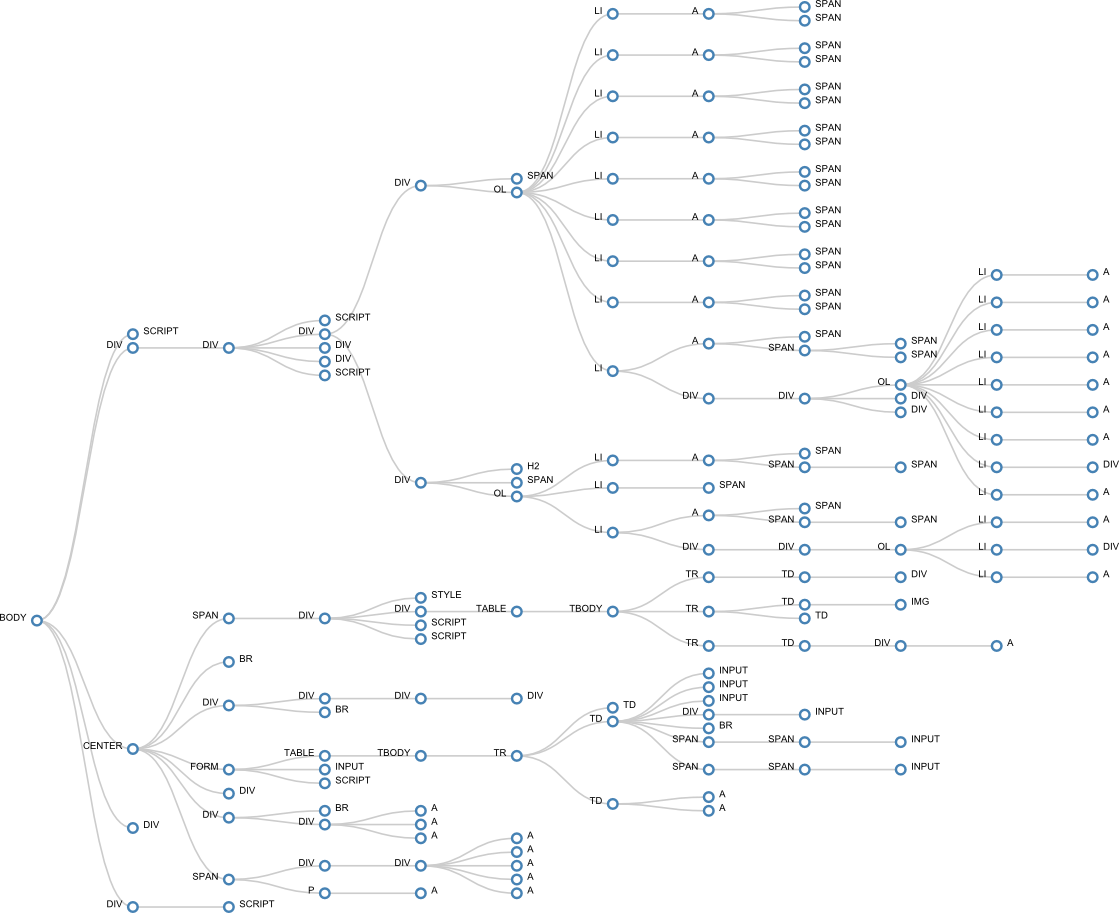 LI A SPAN
SPAN
LI A SPAN
SPAN
LI A SPAN
SPAN
LI A SPAN
SPAN
LI A SPAN
SPAN
DIV SPAN
OL
LI A SPAN
SPAN
LI A SPAN
SPAN
LI A
LI A SPAN
SPAN
LI A
SCRIPT
LI A
SCRIPT
DIV
A SPAN
SPAN SPAN
DIV DIV DIV
SPAN
LI A
DIV
SCRIPT
LI
OL LI A
DIV DIV DIV
DIV
LI A
LI A
LI A SPAN
H2
SPAN SPAN
LI DIV
DIV SPAN
LI SPAN
OL
LI A
A SPAN
SPAN SPAN
LI A
LI
DIV DIV OL LI DIV
TR TD DIV
LI A
STYLE
TD IMG
DIV TABLE TBODY TR
BODY SPAN DIV TD
SCRIPT
SCRIPT
TR TD DIV A
BR
INPUT
INPUT
DIV DIV DIV
INPUT
DIV TD
BR DIV INPUT
TD
BR
CENTER SPAN SPAN INPUT
TABLE TBODY TR
FORM INPUT SPAN SPAN INPUT
SCRIPT
DIV
A
TD
BR A A
DIV
DIV DIV A
A
A
A
DIV DIV A
SPAN A
P A A
DIV SCRIPT